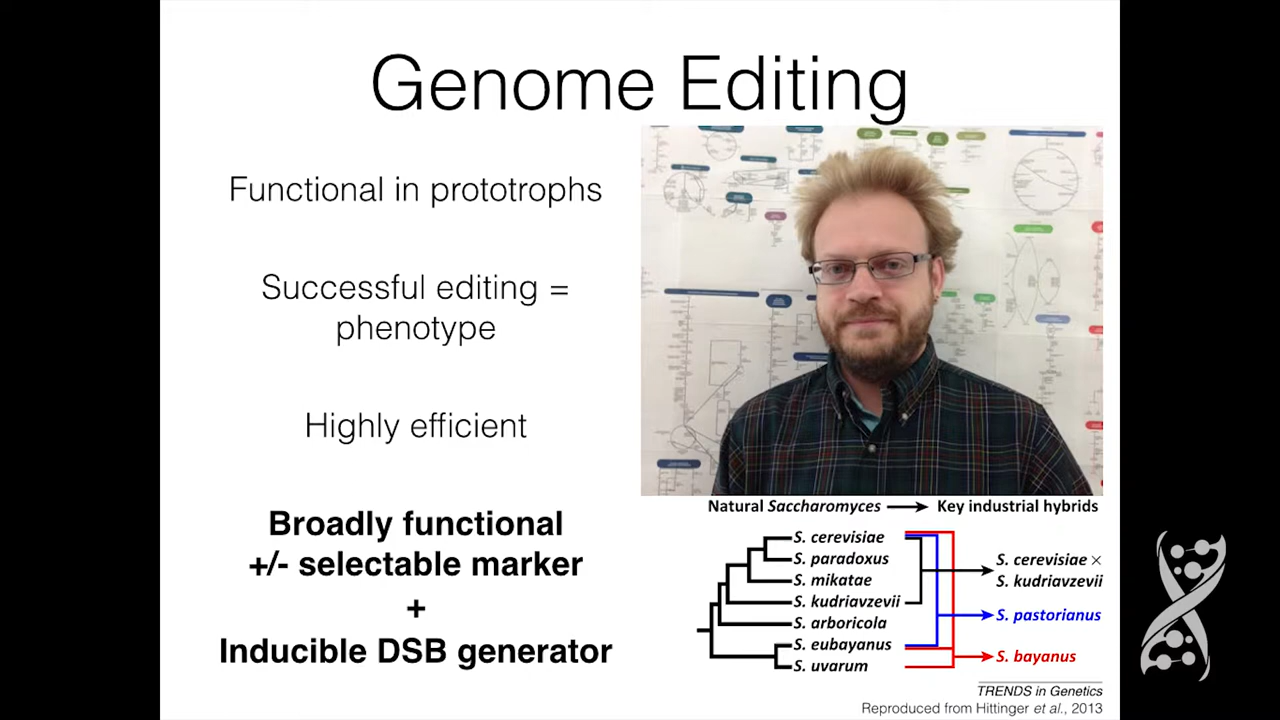 Genome Editing
Functional in prototrophs
Successful editing =
phenotype
Highly efficient
Broadly functional
+/- selectable marker
+
Inducible DSB generator
Natural Saccharomyces Key industrial hybrids
S. cerevisiae
S. paradoxus
S. mikatae
S. kudriavzevii
S. arboricola
S. eubayanus
S. uvarum
S. cerevisiae ×
S. kudriavzevii
S. pastorianus
S. bayanus
TRENDS in Genetics
Reproduced from Hittinger et al., 2013